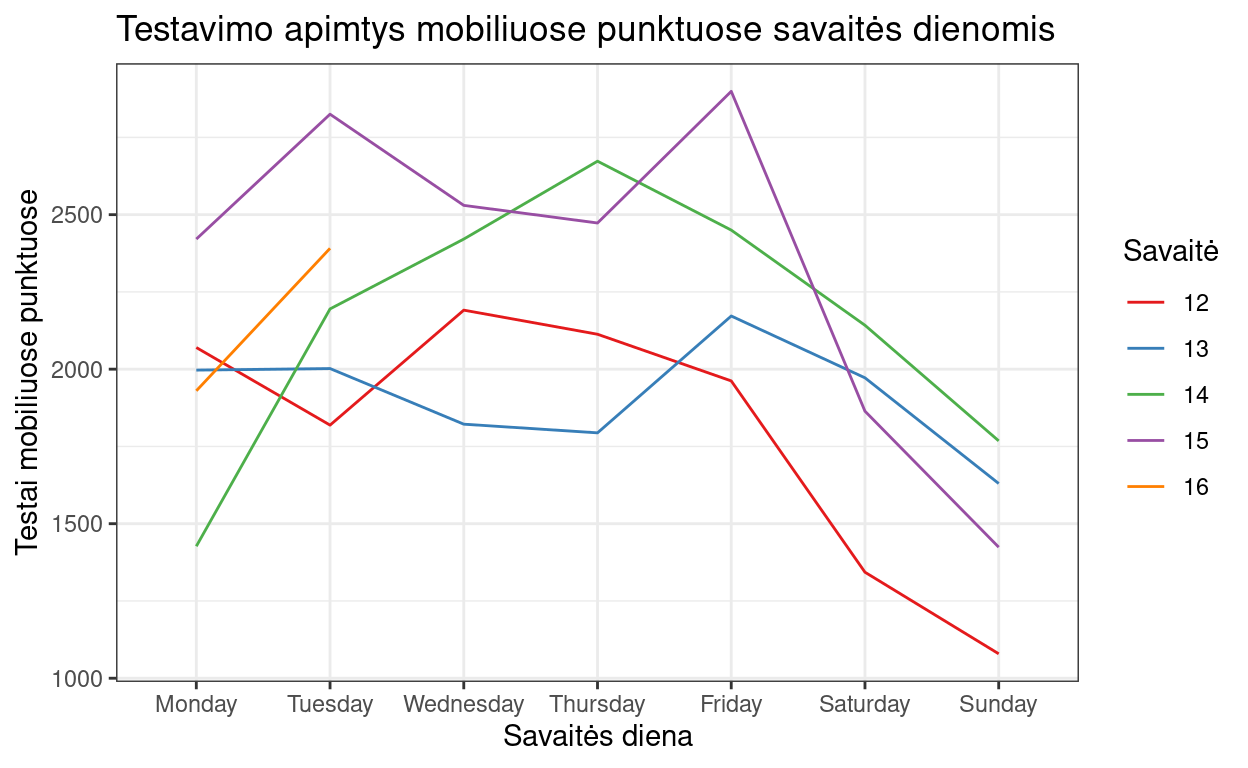 Testavimo apimtys mobiliuose punktuose savaitės dienomis
Testai mobiliuose punktuose
2500
2000
1500
1000
Monday Tuesday Wednesday Thursday Friday Saturday Sunday
Savaitės diena
Savaitė
12
13
14
15
16